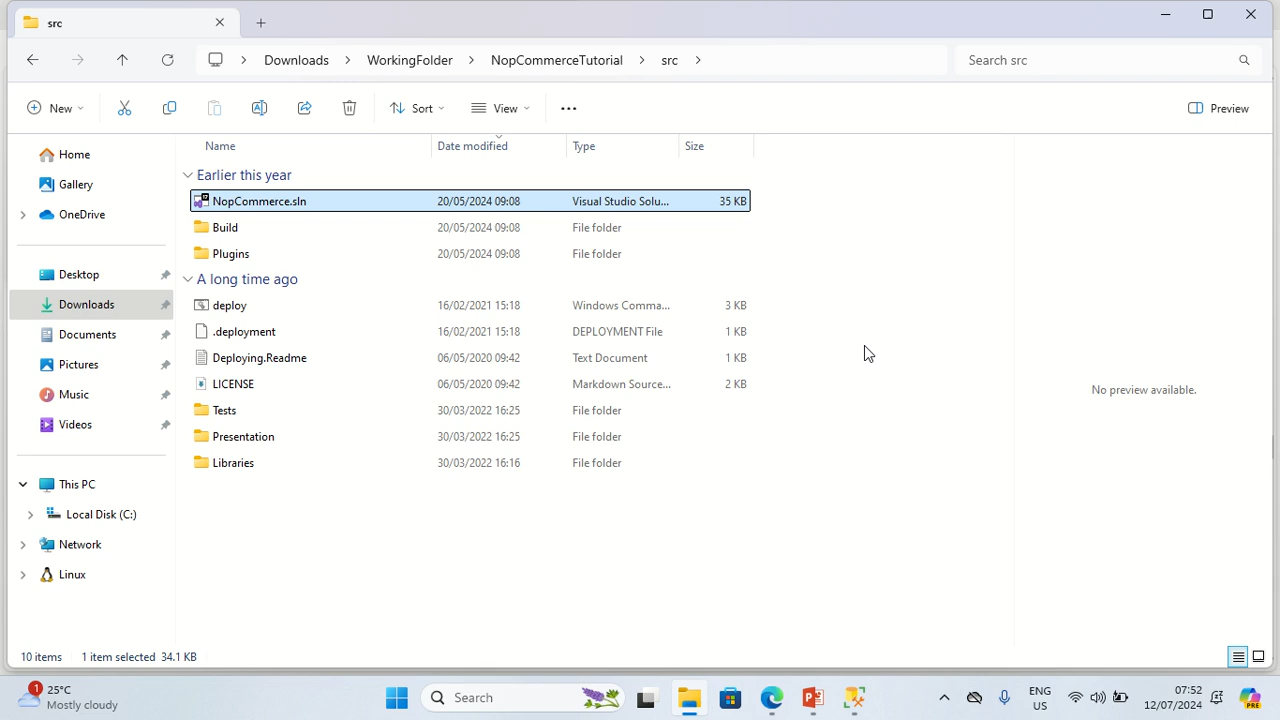 src
Downloads
WorkingFolder
NopCommerceTutorial
src
Search src
New
Sort
View
Preview
Name
Date modified
Type
Size
Home
Gallery
OneDrive
Desktop
Downloads
Documents
Pictures
Music
Videos
This PC
Local Disk (C:)
Network
Linux
Earlier this year
NopCommerce.sln 20/05/2024 09:08 Visual Studio Solu... 35 KB
Build 20/05/2024 09:08 File folder
Plugins 20/05/2024 09:08 File folder
A long time ago
deploy 16/02/2021 15:18 Windows Comma... 3 KB
.deployment 16/02/2021 15:18 DEPLOYMENT File 1 KB
Deploying.Readme 06/05/2020 09:42 Text Document 1 KB
LICENSE 06/05/2020 09:42 Markdown Source... 2 KB
Tests 30/03/2022 16:25 File folder
Presentation 30/03/2022 16:25 File folder
Libraries 30/03/2022 16:16 File folder
No preview available.
10 items 1 item selected 34.1 KB
1
25°C
Mostly cloudy
Search
ENG
US
07:52
12/07/2024
PRE